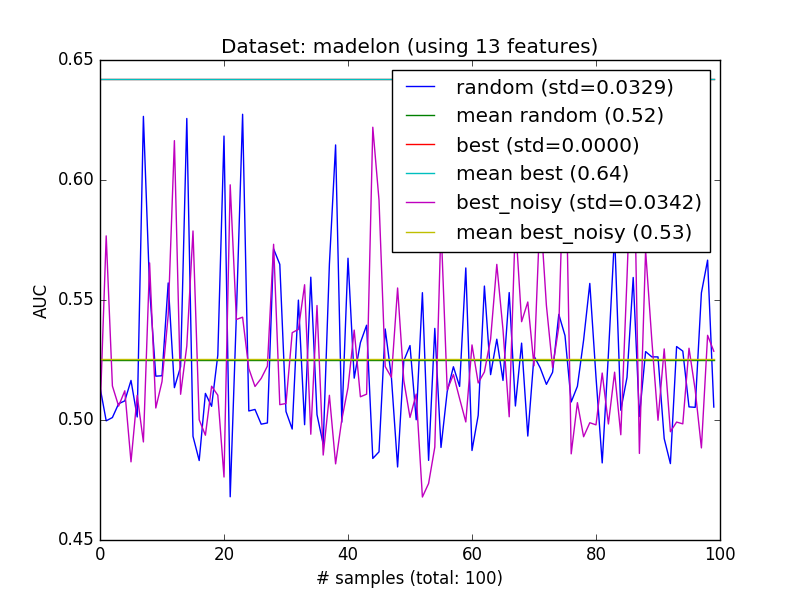 Dataset: madelon (using 13 features)
0.65
random (std=0.0329)
mean random (0.52)
best (std=0.0000)
mean best (0.64)
best_noisy (std=0.0342)
mean best_noisy (0.53)
0.60
0.55
AUC
0.50
0.45
0 20 40 60 80 100
# samples (total: 100)